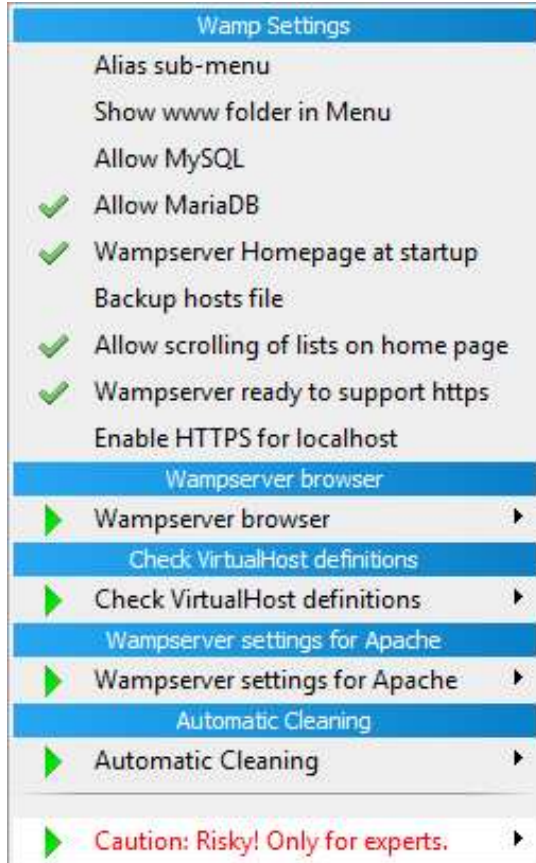 Wamp Settings
Alias sub-menu
Show www folder in Menu
Allow MySQL
Allow MariaDB
Wampserver Homepage at startup
Backup hosts file
Allow scrolling of lists on home page
Wampserver ready to support https
Enable HTTPS for localhost
Wampserver browser
Wampserver browser
Check VirtualHost definitions
Check VirtualHost definitions
Wampserver settings for Apache
Wampserver settings for Apache
Automatic Cleaning
Automatic Cleaning
Caution: Risky! Only for experts.